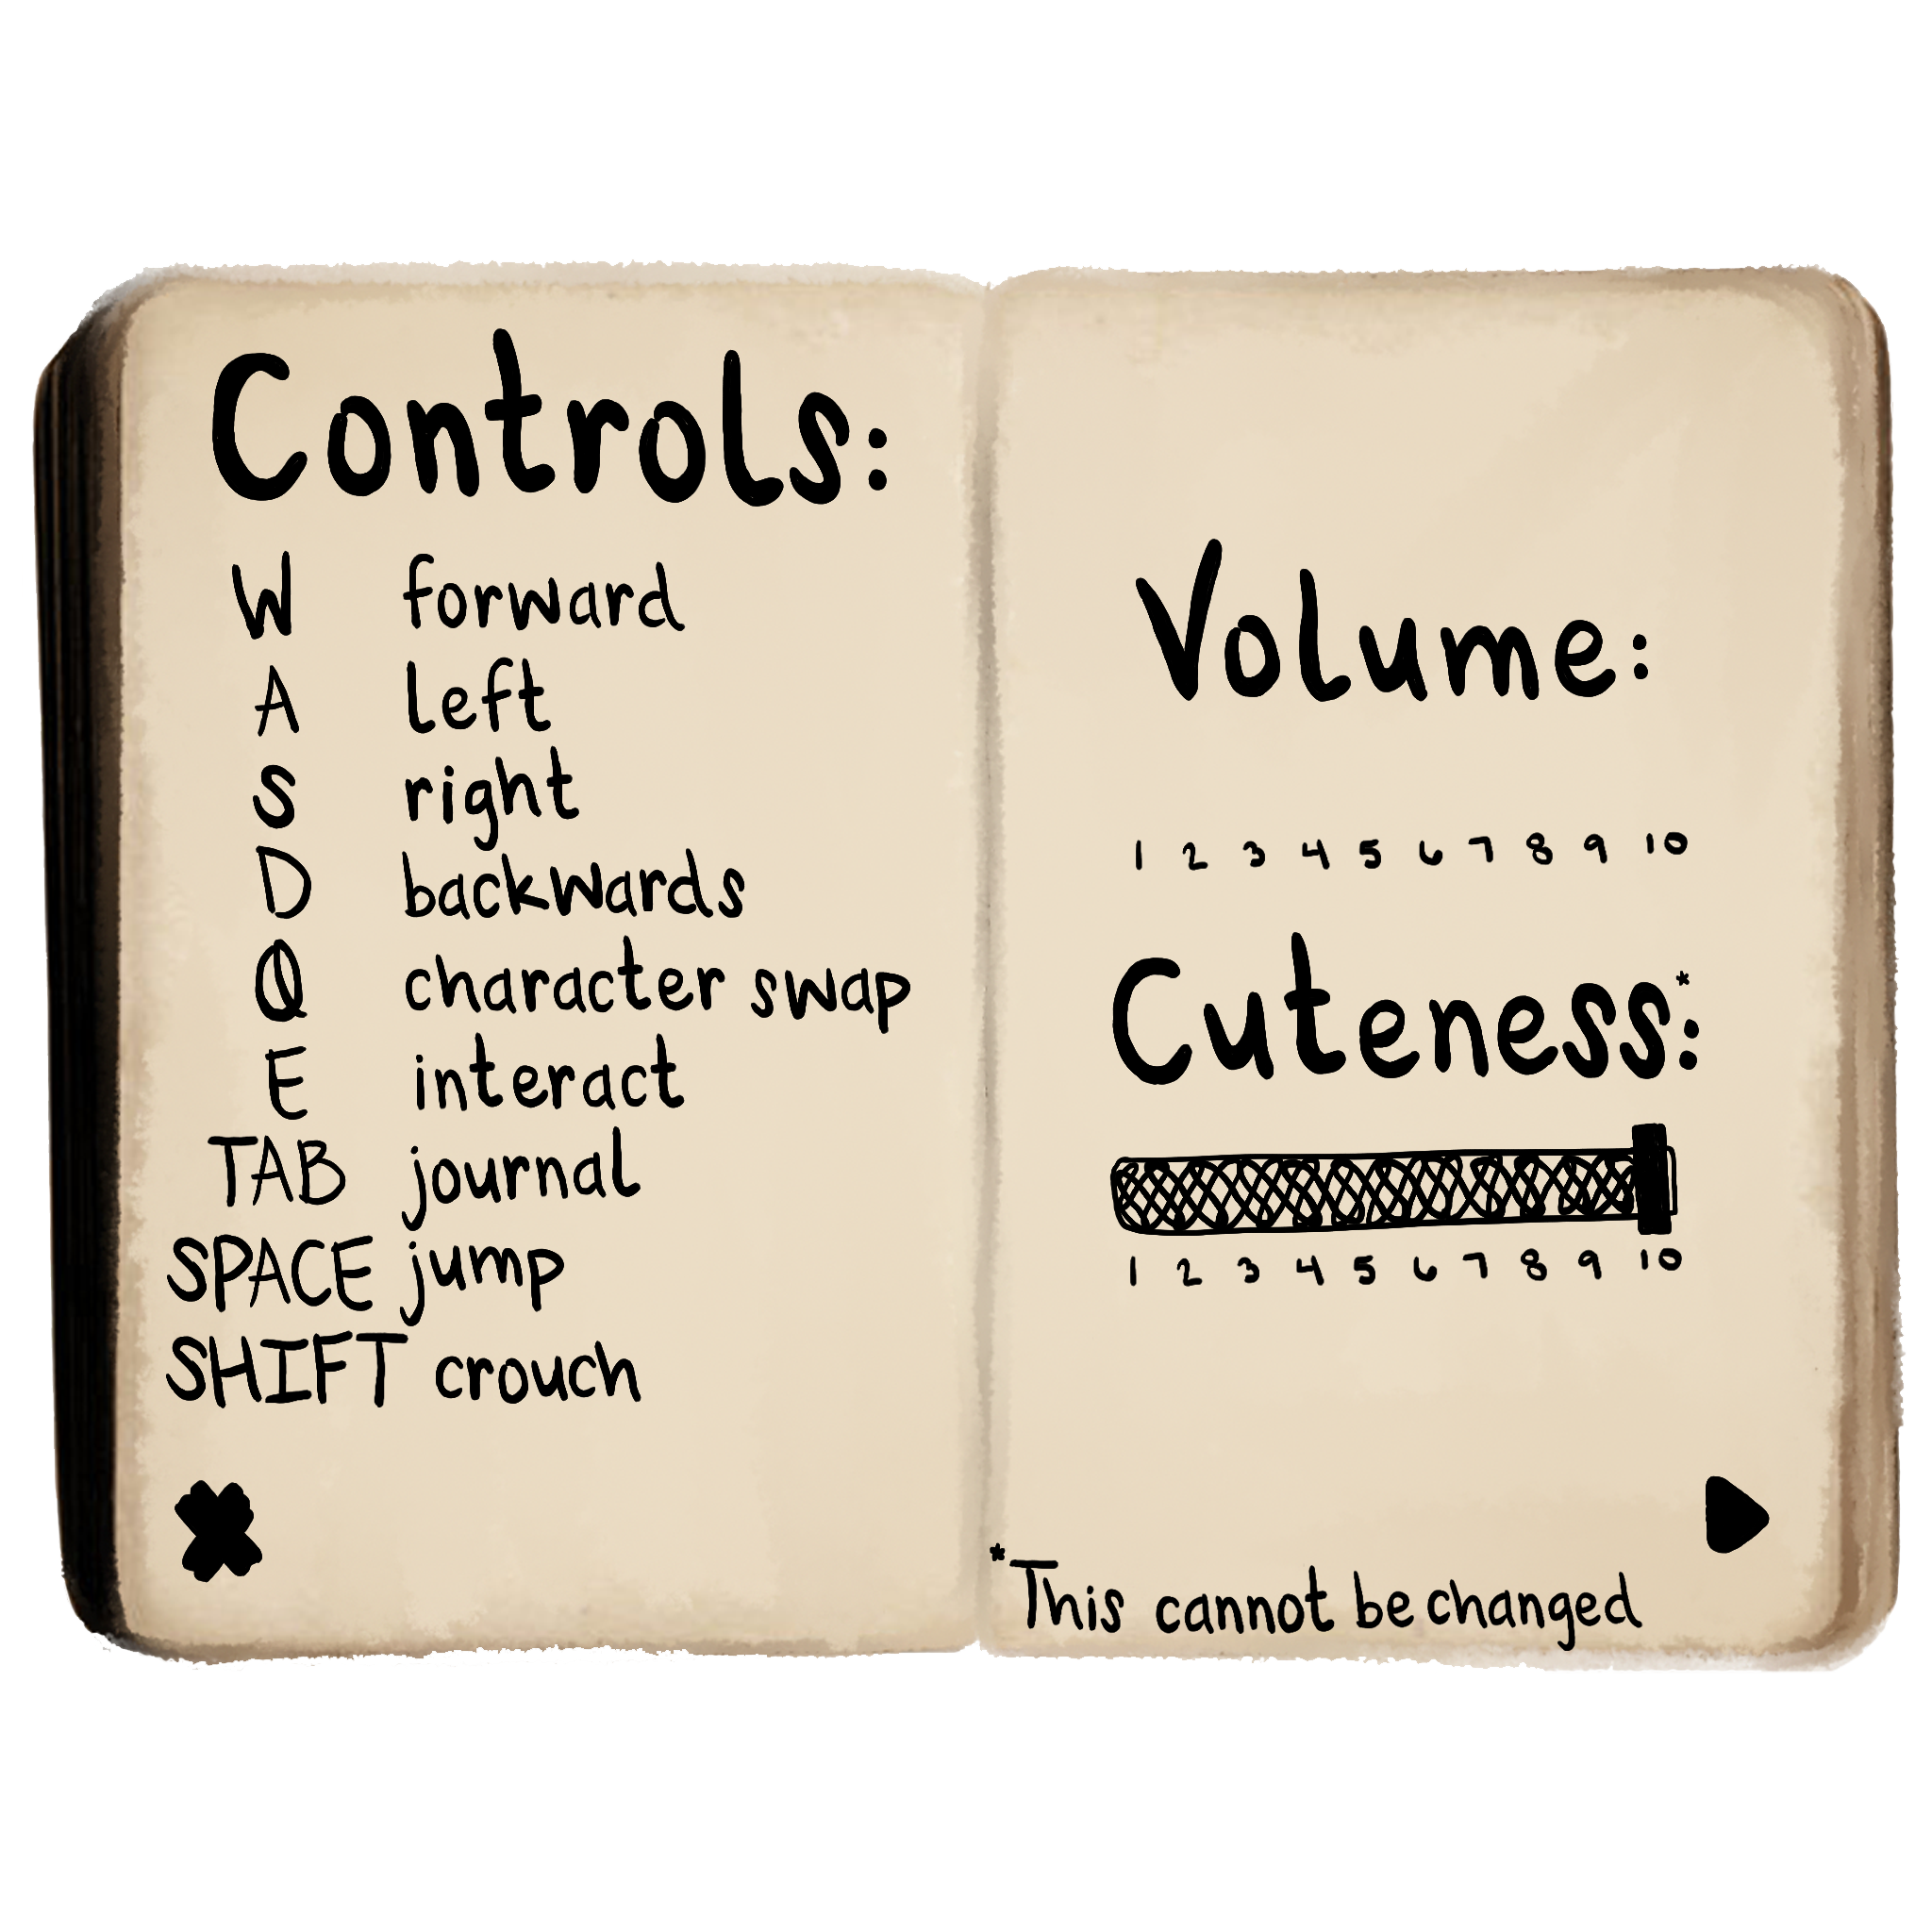 Controls:
W forward
A left
S right
D backwards
Q character swap
E interact
TAB journal
SPACE jump
SHIFT crouch
Volume:
1 2 3 4 5 6 7 8 9 10
Cuteness*:
1 2 3 4 5 6 7 8 9 10
*This cannot be changed